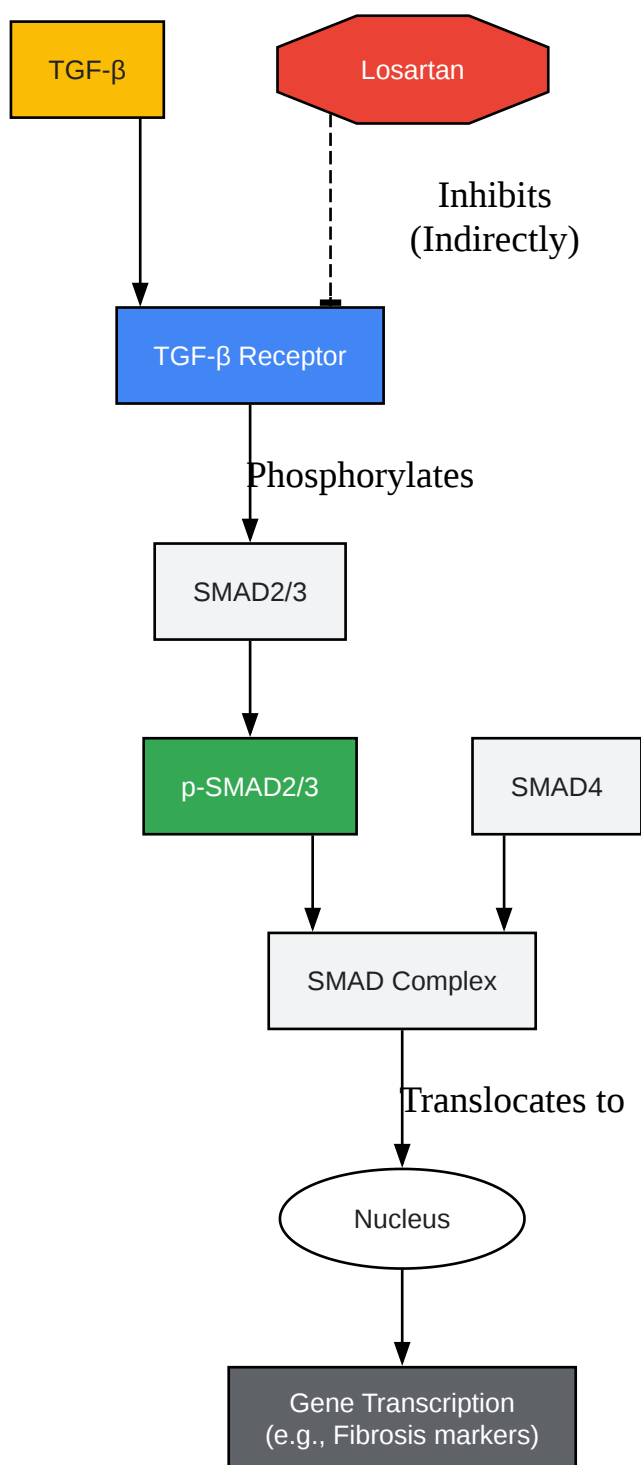 TGF-β
Losartan
Inhibits
(Indirectly)
TGF-β Receptor
Phosphorylates
SMAD2/3
p-SMAD2/3
SMAD4
SMAD Complex
Translocates to
Nucleus
Gene Transcription
(e.g., Fibrosis markers)